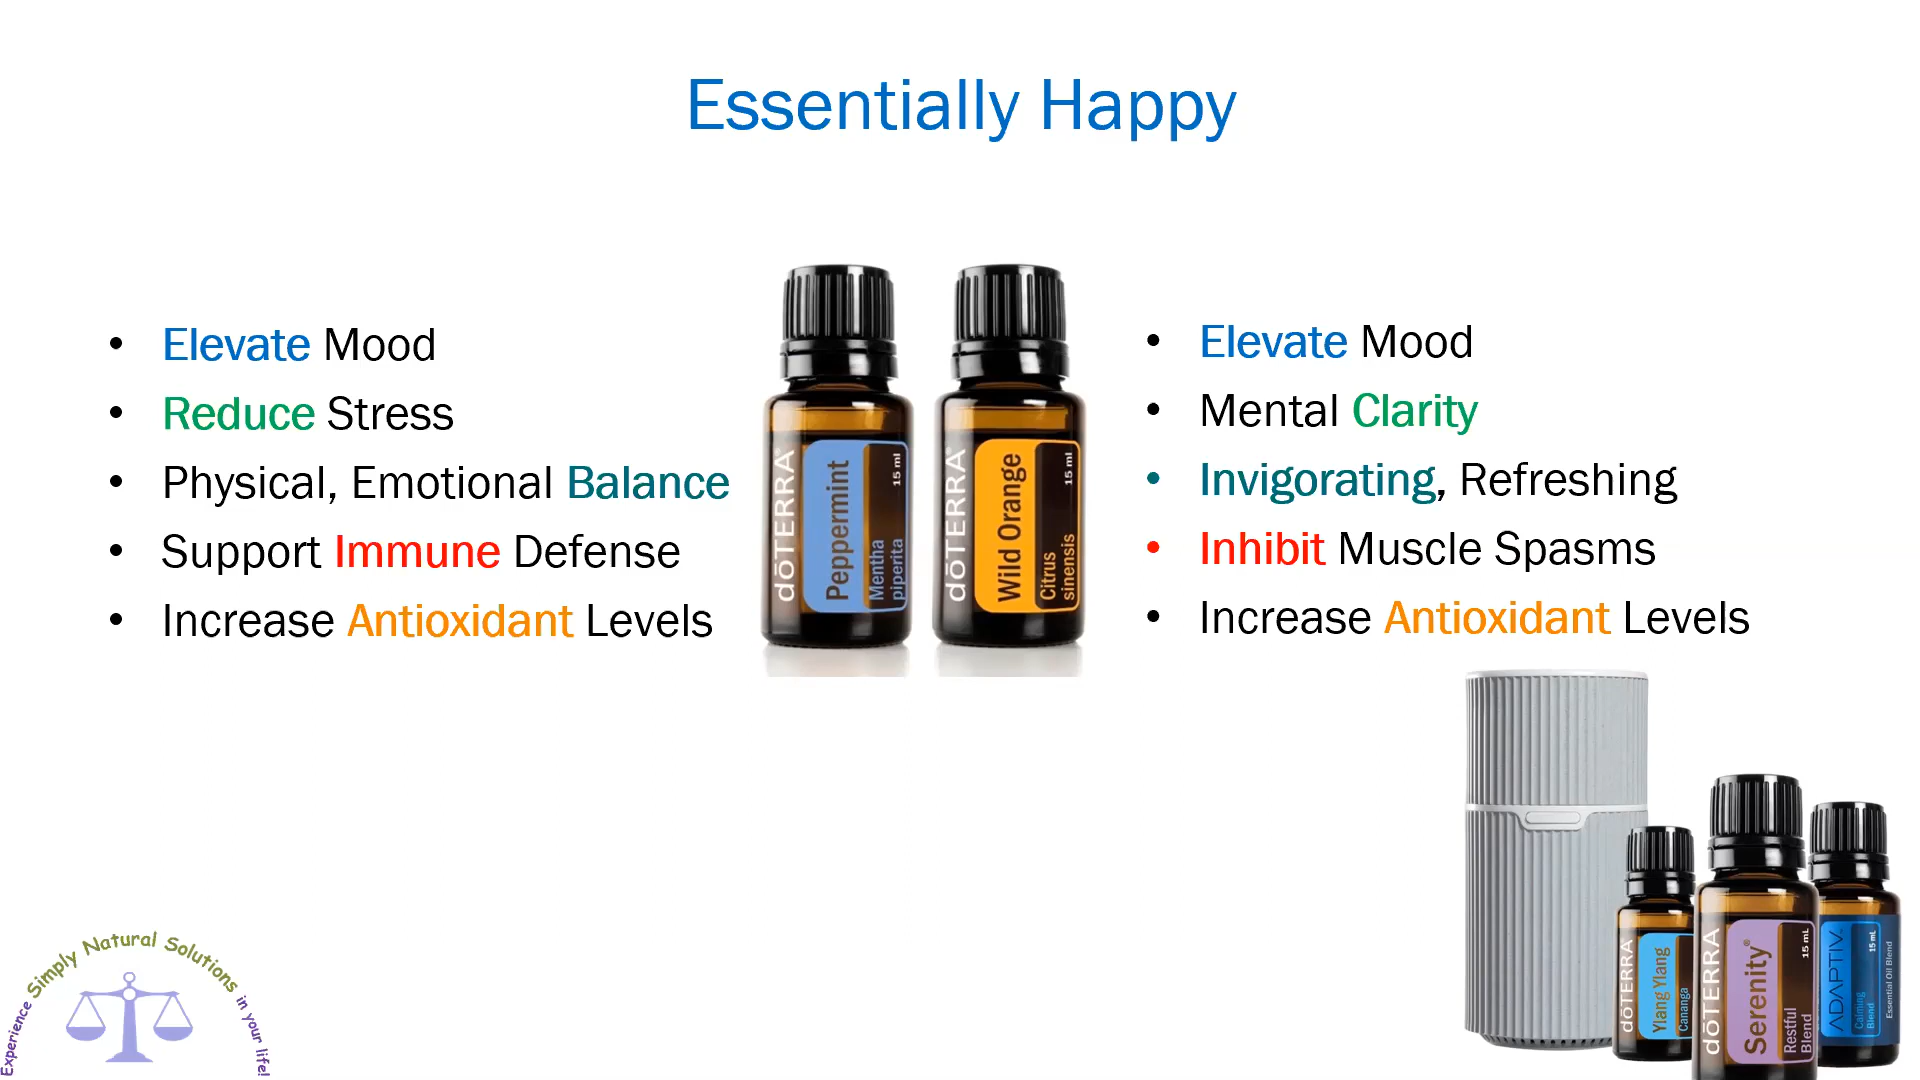 Essentially Happy
• Elevate Mood
• Reduce Stress
• Physical, Emotional Balance
• Support Immune Defense
• Increase Antioxidant Levels
dōTERRA®
Peppermint
Mentha
piperita
15 ml
dōTERRA®
Wild Orange
Citrus
sinensis
15 ml
• Elevate Mood
• Mental Clarity
• Invigorating, Refreshing
• Inhibit Muscle Spasms
• Increase Antioxidant Levels
Experience Simply Natural Solutions in your life!
dōTERRA
Ylang Ylang
Cananga
dōTERRA
Serenity®
Restful
Blend
15 mL
ADAPTIV.
Calming
Blend
15 mL
Essential Oil Blend